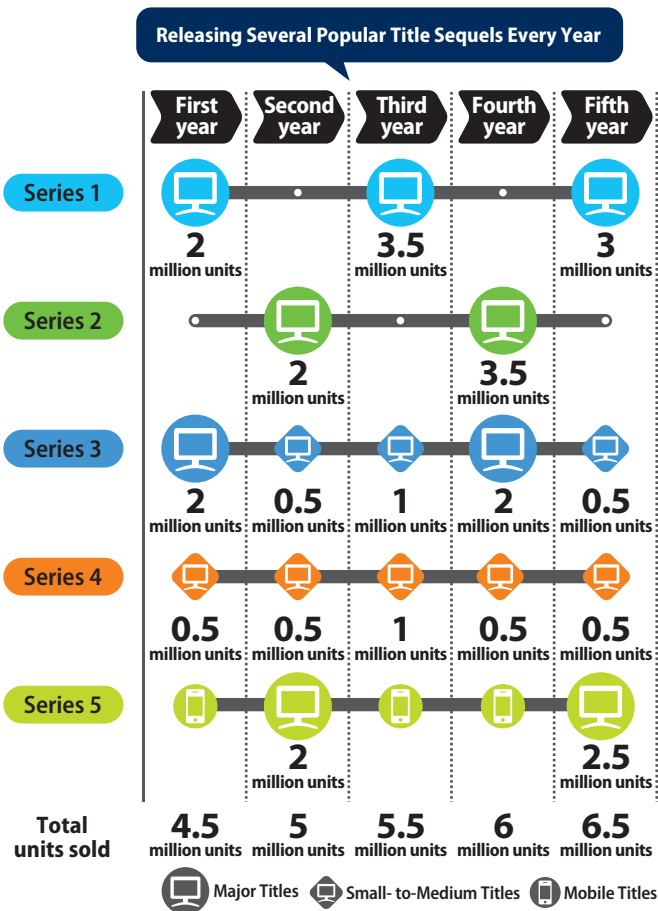 Releasing Several Popular Title Sequels Every Year
First year
Second year
Third year
Fourth year
Fifth year
Series 1
2 million units
3.5 million units
3 million units
Series 2
2 million units
3.5 million units
Series 3
2 million units
0.5 million units
1 million units
2 million units
0.5 million units
Series 4
0.5 million units
0.5 million units
1 million units
0.5 million units
0.5 million units
Series 5
2 million units
2.5 million units
Total units sold
4.5 million units
5 million units
5.5 million units
6 million units
6.5 million units
Major Titles
Small- to-Medium Titles
Mobile Titles